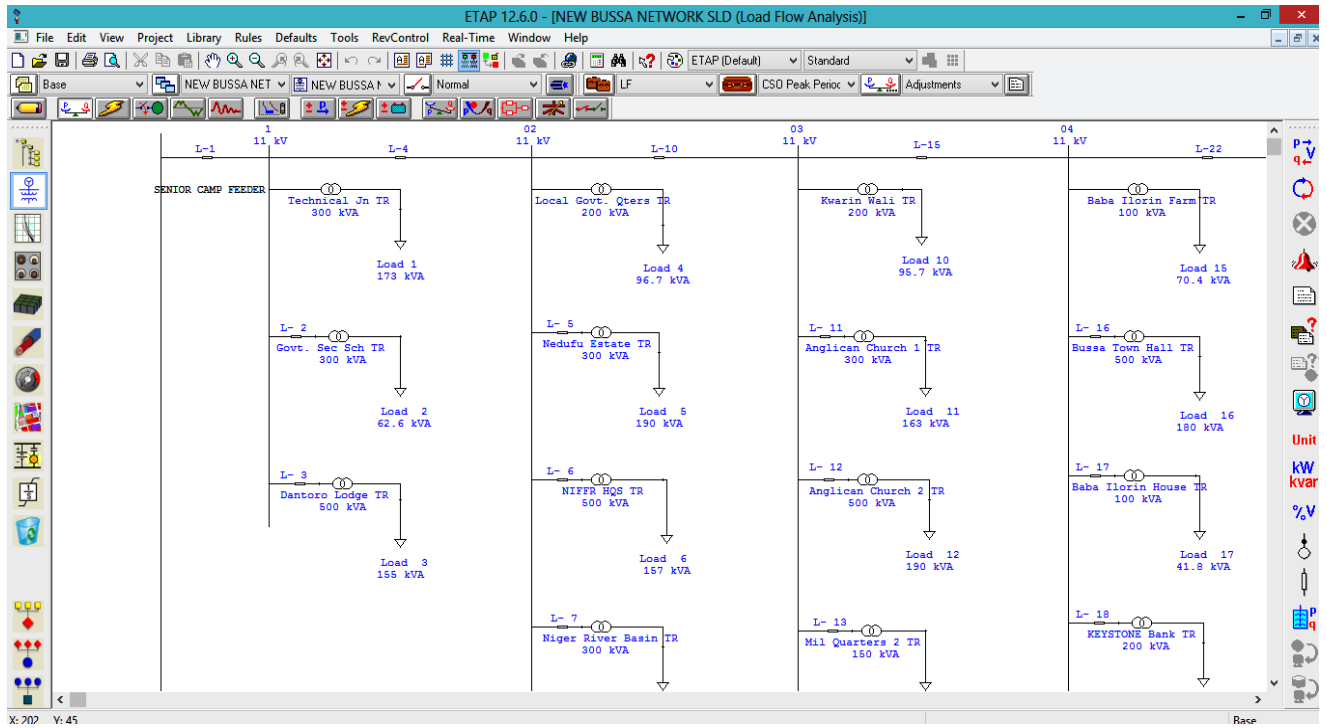 ETAP 12.6.0 - [NEW BUSSA NETWORK SLD (Load Flow Analysis)]
File Edit View Project Library Rules Defaults Tools RevControl Real-Time Window Help
ETAP (Default) Standard
Base NEW BUSSA NET NEW BUSSA N Normal LF CSO Peak Perioc Adjustments
1 02 03 04
11 kV 11 kV 11 kV 11 kV
L-1 L-4 L-10 L-15 L-22
SENIOR CAMP FEEDER
Technical Jn TR
300 kVA
Load 1
173 kVA
L- 2
Govt. Sec Sch TR
300 kVA
Load 2
62.6 kVA
L- 3
Dantoro Lodge TR
500 kVA
Load 3
155 kVA
Local Govt. Qters TR
200 kVA
Load 4
96.7 kVA
L- 5
Nedufu Estate TR
300 kVA
Load 5
190 kVA
L- 6
NIFFR HQS TR
500 kVA
Load 6
157 kVA
L- 7
Niger River Basin TR
300 kVA
Kwarin Wali TR
200 kVA
Load 10
95.7 kVA
L- 11
Anglican Church 1 TR
300 kVA
Load 11
163 kVA
L- 12
Anglican Church 2 TR
500 kVA
Load 12
190 kVA
L- 13
Mil Quarters 2 TR
150 kVA
Baba Ilorin Farm TR
100 kVA
Load 15
70.4 kVA
L- 16
Bussa Town Hall TR
500 kVA
Load 16
180 kVA
L- 17
Baba Ilorin House TR
100 kVA
Load 17
41.8 kVA
L- 18
KEYSTONE Bank TR
200 kVA
P V
q
Unit
kW
kvar
%V
P
q
X: 202 Y: 45 Base